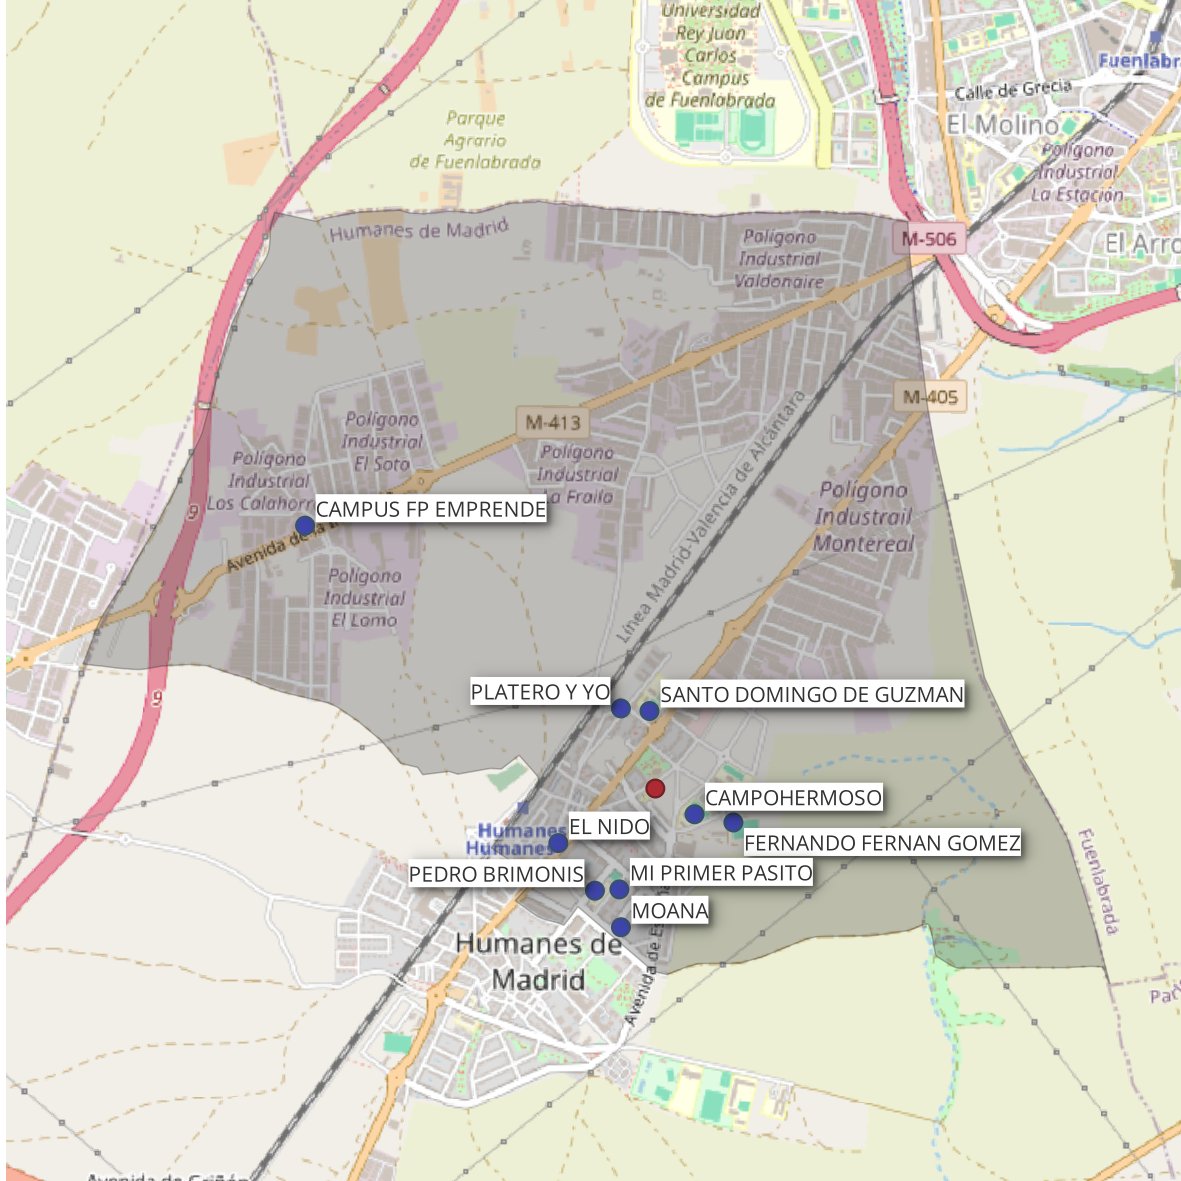 Universidad
Rey Juan
Carlos
Campus
de Fuenlabrada
Fuenlabr
Calle de Grecia
El Molino
Parque
Agrario
de Fuenlabrada
Polígono
Industrial
La Estación
Humanes de Madrid
Polígono
Industrial
Valdonaire
M-506
El Arro
M-405
M-413
Polígono
Industrial
El Soto
Polígono
Industrial
La Fraila
Polígono
Industrial
Los Calahorr
Línea Madrid-Valencia de Alcántara
Polígono
Industrail
Montereal
9
CAMPUS FP EMPRENDE
Avenida de la
Polígono
Industrial
El Lomo
9
PLATERO Y YO
SANTO DOMINGO DE GUZMAN
CAMPOHERMOSO
EL NIDO
Humanes
Humanes
FERNANDO FERNAN GOMEZ
PEDRO BRIMONIS
MI PRIMER PASITO
MOANA
Fuenlabrada
Humanes de
Madrid
Avenida de Es
Pa
Avenida de Griñón